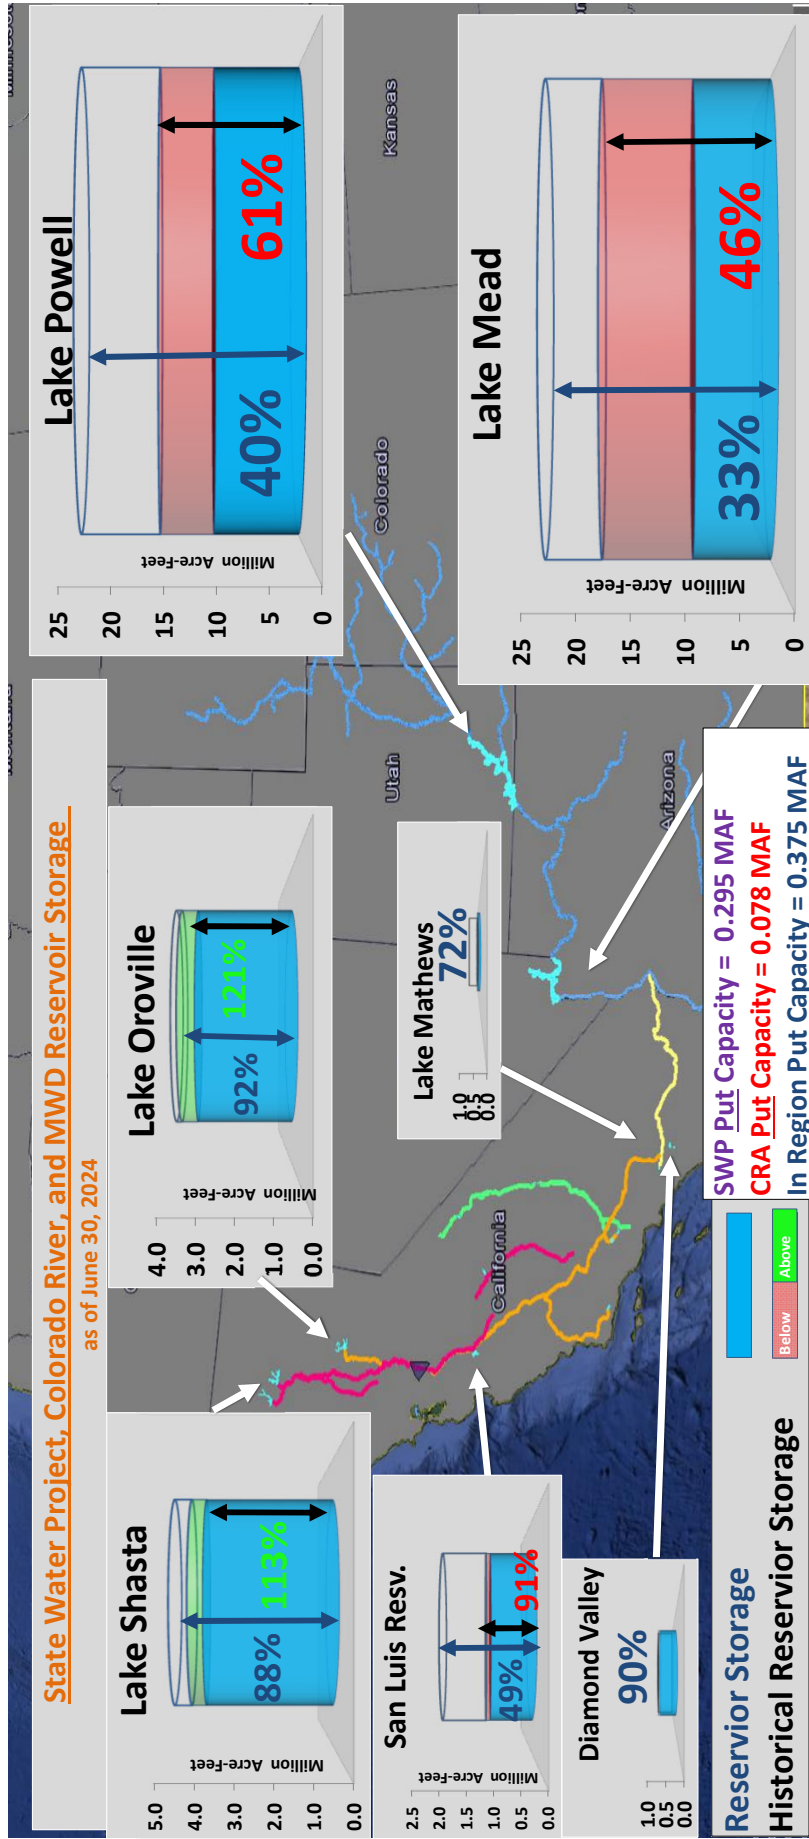 State Water Project, Colorado River, and MWD Reservoir Storage
as of June 30, 2024
Lake Shasta
Million Acre-Feet
5.0
4.0
3.0
2.0
1.0
0.0
88%
113%
Lake Oroville
Million Acre-Feet
4.0
3.0
2.0
1.0
0.0
92%
121%
Lake Powell
Million Acre-Feet
25
20
15
10
5
0
40%
61%
San Luis Resv.
2.5
2.0
1.5
1.0
0.5
0.0
49%
91%
Lake Mathews
1.0
0.5
0.0
72%
Lake Mead
Million Acre-Feet
25
20
15
10
5
0
33%
46%
Diamond Valley
1.0
0.5
0.0
90%
California
Utah
Colorado
Kansas
Arizona
Reservior Storage
Historical Reservoir Storage
Below
Above
SWP Put Capacity = 0.295 MAF
CRA Put Capacity = 0.078 MAF
In Region Put Capacity = 0.375 MAF